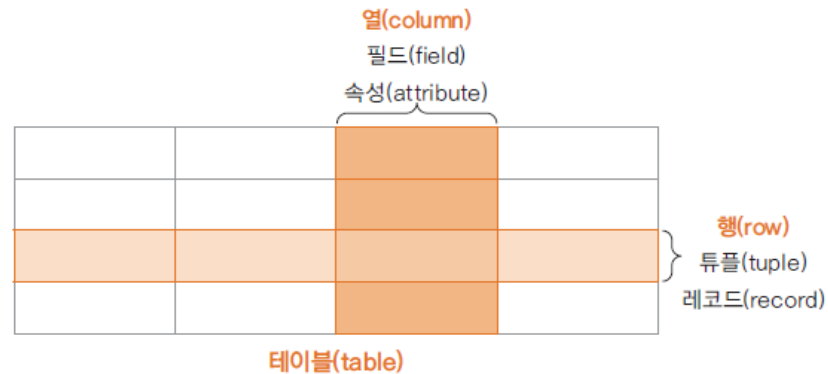 열(column)
필드(field)
속성(attribute)
행(row)
튜플(tuple)
레코드(record)
테이블(table)